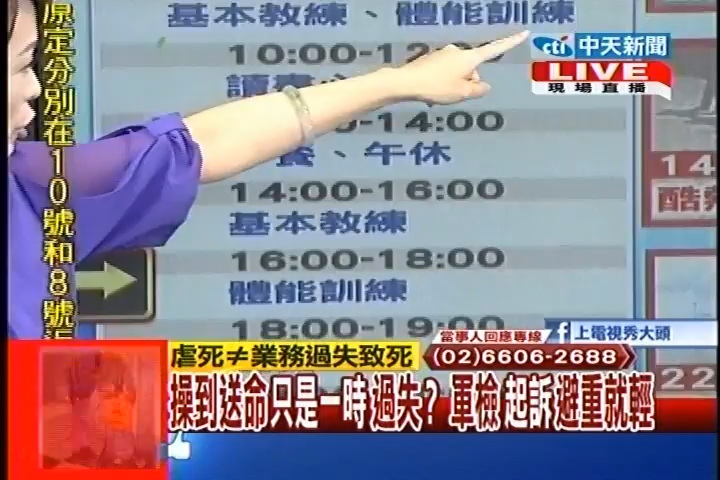 原定分別在10號和8號
基本教練、體能訓練
10:00-12:00
-14:00
、午休
14:00-16:00
基本教練
16:00-18:00
體能訓練
18:00-19:00
cti 中天新聞
LIVE
現場直播
14
22
當事人回應專線
f 上電視秀大頭
(02)6606-2688
虐死≠業務過失致死
操到送命只是一時過失? 軍檢起訴避重就輕